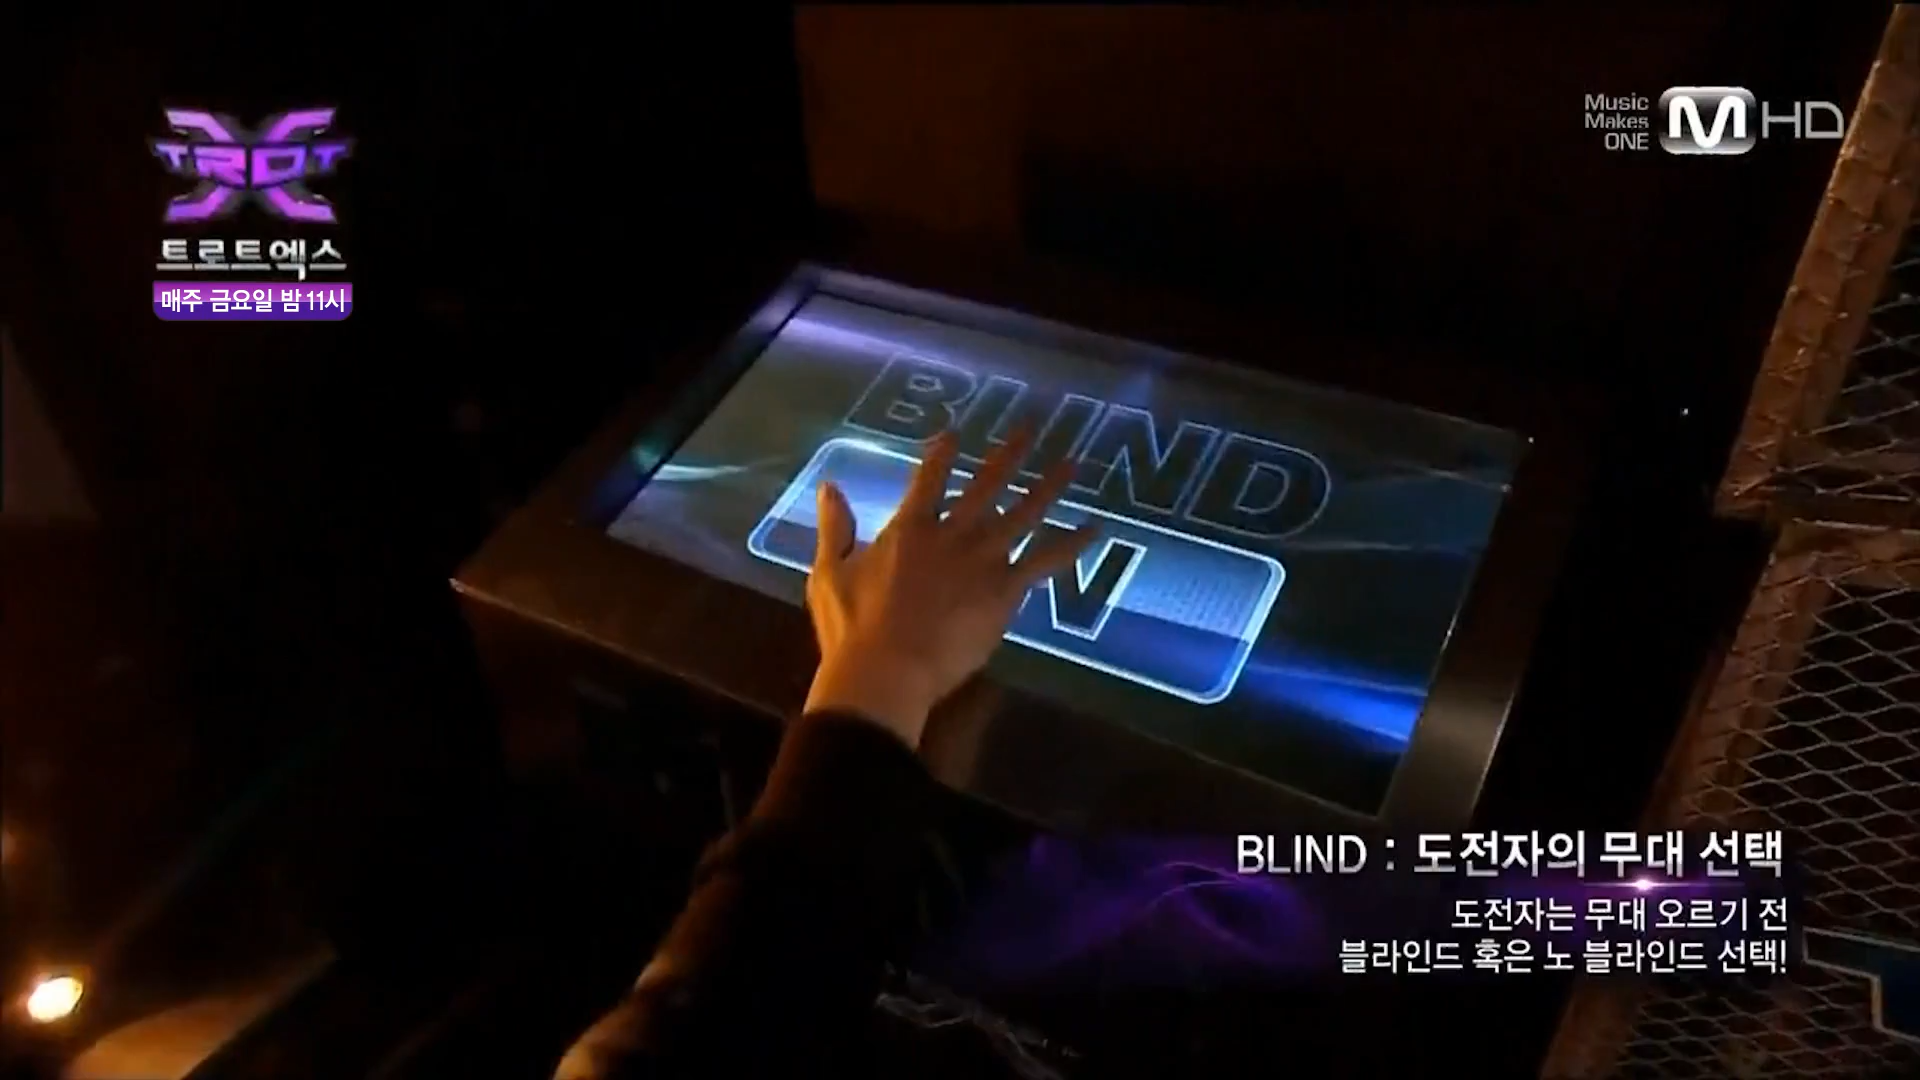 TROT
X
트로트엑스
매주 금요일 밤 11시
Music
Makes
ONE
M HD
BLIND
ON
BLIND : 도전자의 무대 선택
도전자는 무대 오르기 전
블라인드 혹은 노 블라인드 선택!